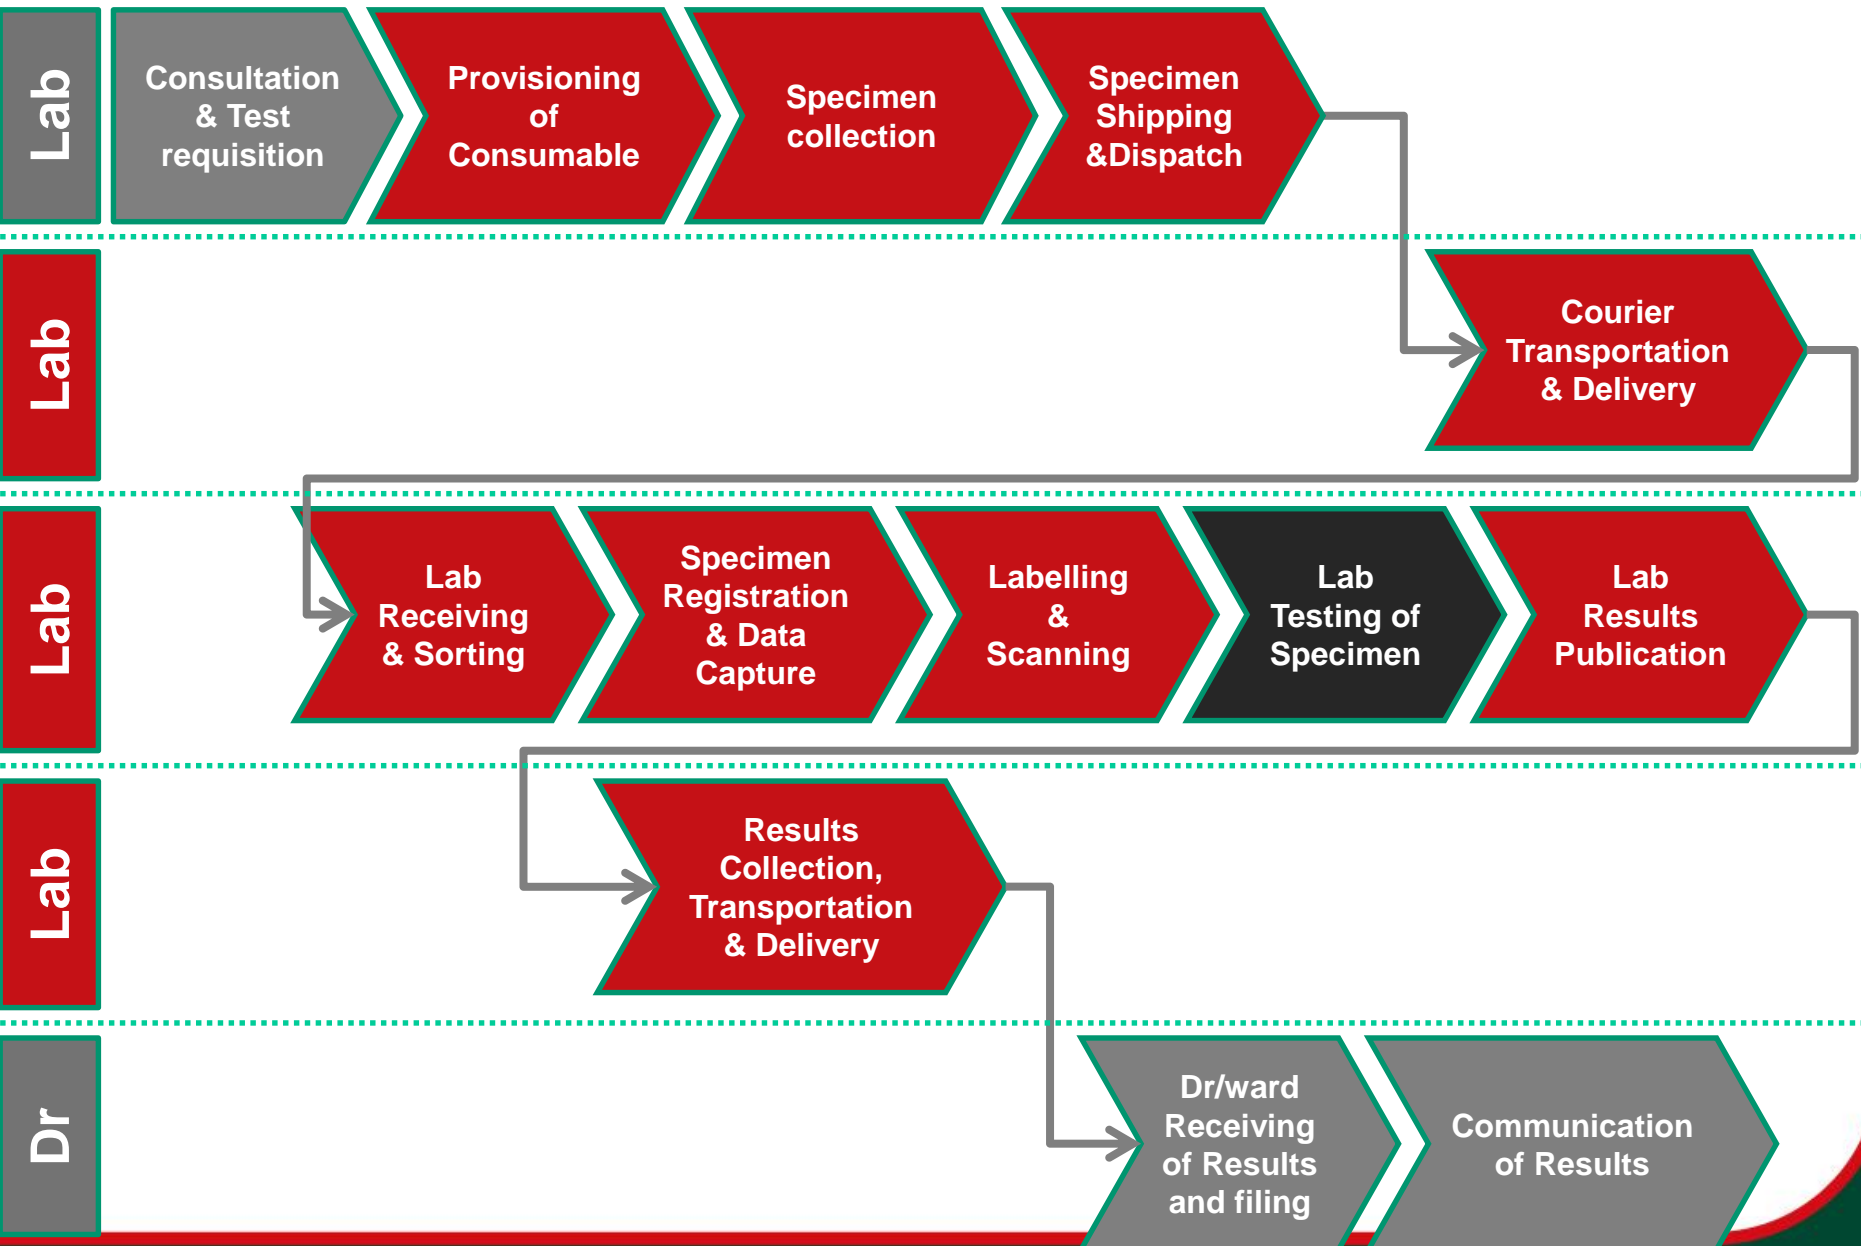 Lab
Consultation
& Test
requisition
Provisioning
of
Consumable
Specimen
collection
Specimen
Shipping
&Dispatch
Lab
Courier
Transportation
& Delivery
Lab
Lab
Receiving
& Sorting
Specimen
Registration
& Data
Capture
Labelling
&
Scanning
Lab
Testing of
Specimen
Lab
Results
Publication
Lab
Results
Collection,
Transportation
& Delivery
Dr
Dr/ward
Receiving
of Results
and filing
Communication
of Results